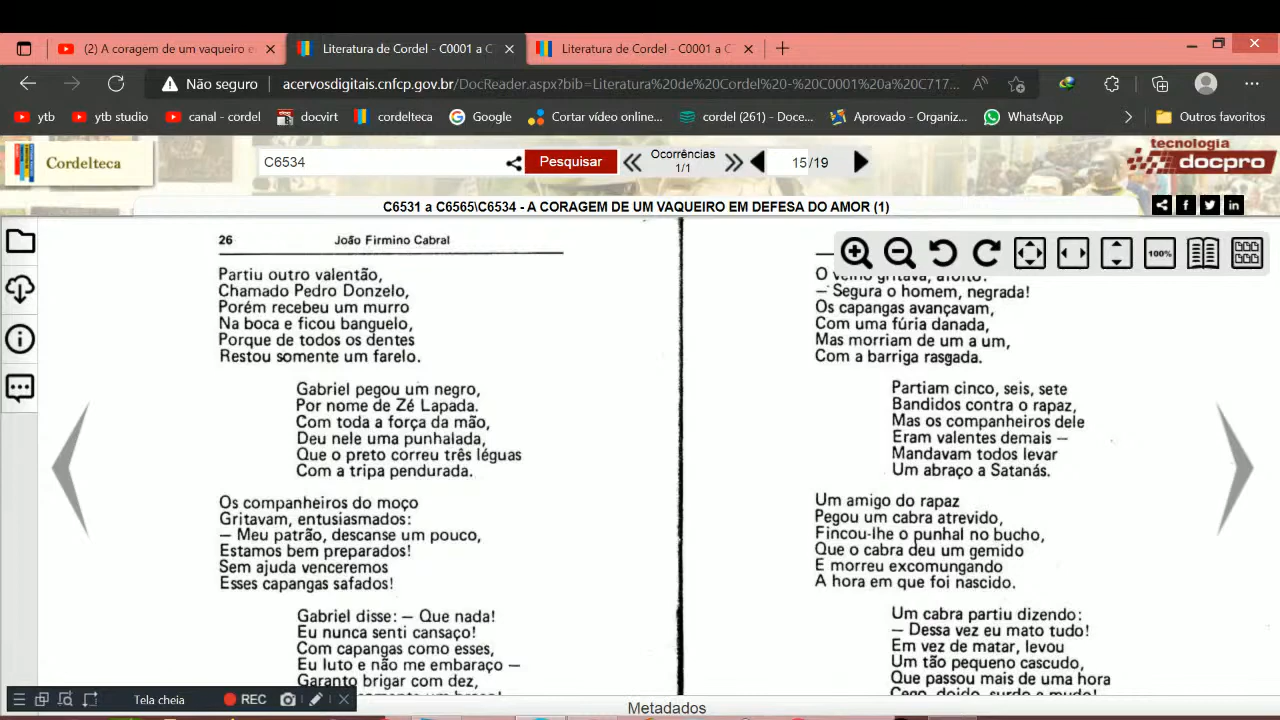 (2) A coragem de um vaqueiro e
Literatura de Cordel - C0001 a C
Literatura de Cordel - C0001 a C7
Não seguro
acervosdigitais.cnfcp.gov.br/DocReader.aspx?bib=Literatura%20de%20Cordel%20-%20C0001%20a%20C717...
ytb
ytb studio
canal - cordel
docvirt
cordelteca
Google
Cortar vídeo online...
cordel (261) - Doce...
Aprovado - Organiz...
WhatsApp
Outros favoritos
Cordelteca
C6534
Pesquisar
Ocorrências
1/1
15/19
tecnologia
docpro
C6531 a C6565\C6534 - A CORAGEM DE UM VAQUEIRO EM DEFESA DO AMOR (1)
100%
26
João Firmino Cabral
Partiu outro valentão,
Chamado Pedro Donzelo,
Porém recebeu um murro
Na boca e ficou banguelo,
Porque de todos os dentes
Restou somente um farelo.
Gabriel pegou um negro,
Por nome de Zé Lapada.
Com toda a força da mão,
Deu nele uma punhalada,
Que o preto correu três léguas
Com a tripa pendurada.
Os companheiros do moço
Gritavam, entusiasmados:
— Meu patrão, descanse um pouco,
Estamos bem preparados!
Sem ajuda venceremos
Esses capangas safados!
Gabriel disse: — Que nada!
Eu nunca senti cansaço!
Com capangas como esses,
Eu luto e não me embaraço —
Garanto brigar com dez,
O velho gritava, afoito:
— Segura o homem, negrada!
Os capangas avançavam,
Com uma fúria danada,
Mas morriam de um a um,
Com a barriga rasgada.
Partiam cinco, seis, sete
Bandidos contra o rapaz,
Mas os companheiros dele
Eram valentes demais —
Mandavam todos levar
Um abraço a Satanás.
Um amigo do rapaz
Pegou um cabra atrevido,
Fincou-lhe o punhal no bucho,
Que o cabra deu um gemido
E morreu excomungando
A hora em que foi nascido.
Um cabra partiu dizendo:
— Dessa vez eu mato tudo!
Em vez de matar, levou
Um tão pequeno cascudo,
Que passou mais de uma hora
Cego, doido, surdo e mudo!
Tela cheia
REC
Metadados